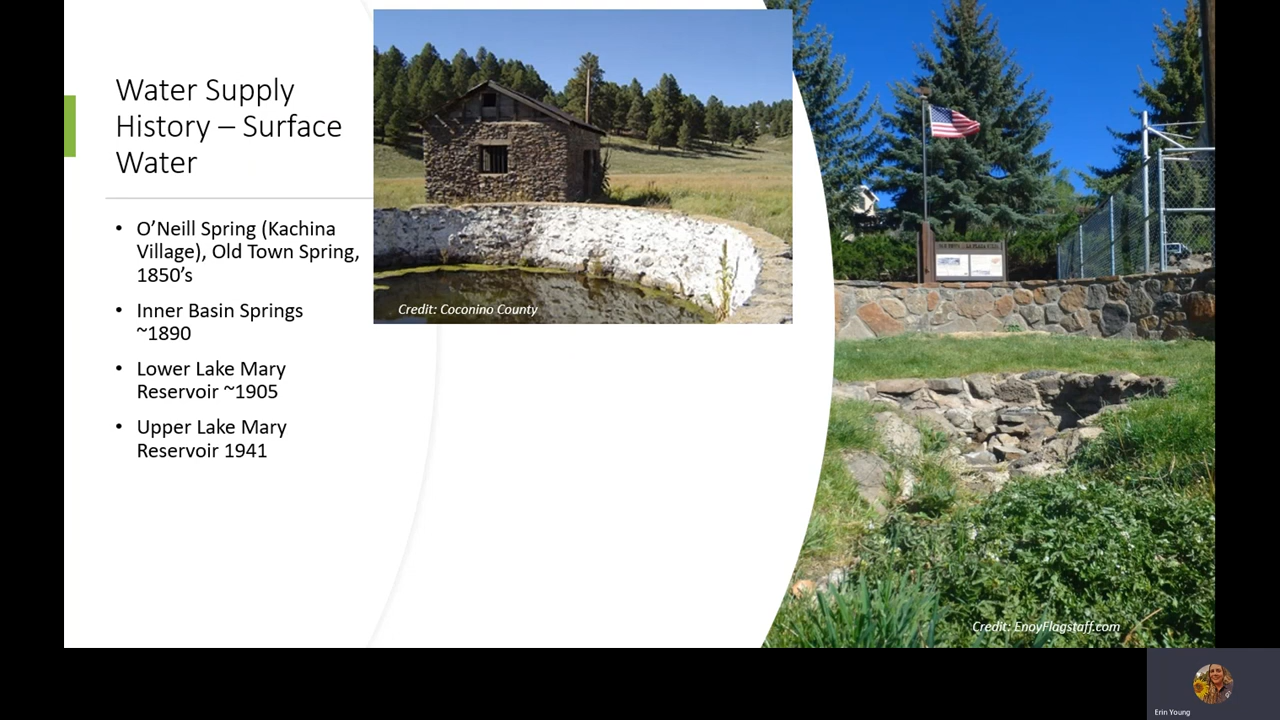 Water Supply
History – Surface
Water
• O’Neill Spring (Kachina
Village), Old Town Spring,
1850’s
• Inner Basin Springs
~1890
• Lower Lake Mary
Reservoir ~1905
• Upper Lake Mary
Reservoir 1941
Credit: Coconino County
Credit: EnoyFlagstaff.com
Erin Young